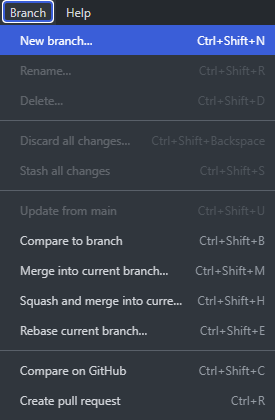 Branch Help
New branch... Ctrl+Shift+N
Rename... Ctrl+Shift+R
Delete... Ctrl+Shift+D
Discard all changes... Ctrl+Shift+Backspace
Stash all changes Ctrl+Shift+S
Update from main Ctrl+Shift+U
Compare to branch Ctrl+Shift+B
Merge into current branch... Ctrl+Shift+M
Squash and merge into curre... Ctrl+Shift+H
Rebase current branch... Ctrl+Shift+E
Compare on GitHub Ctrl+Shift+C
Create pull request Ctrl+R